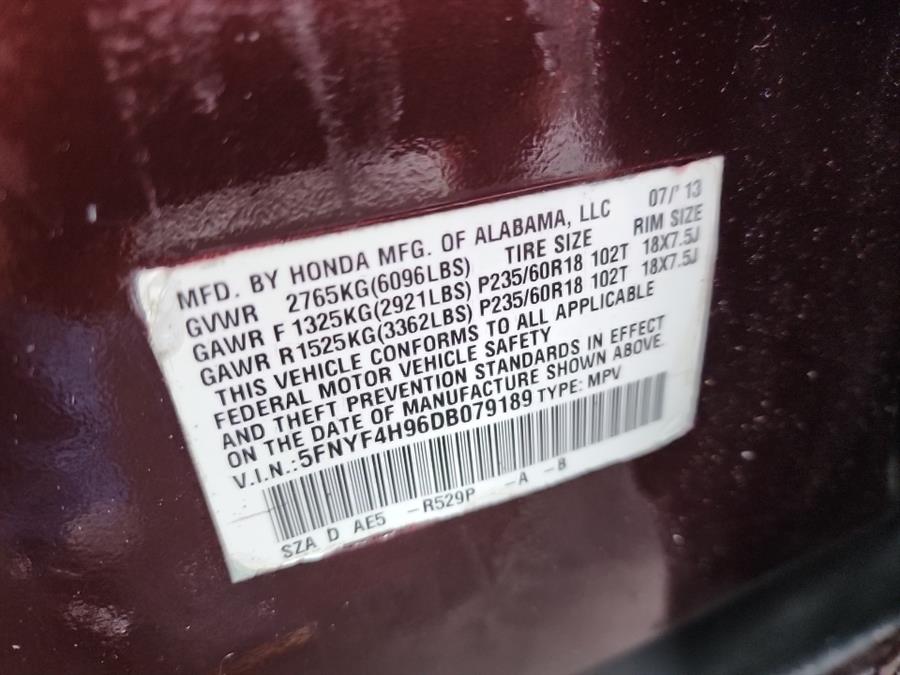 MFD. BY HONDA MFG. OF ALABAMA, LLC 07/'13
GVWR 2765KG(6096LBS) TIRE SIZE RIM SIZE
GAWR F 1325KG(2921LBS) P235/60R18 102T 18X7.5J
GAWR R 1525KG(3362LBS) P235/60R18 102T 18X7.5J
THIS VEHICLE CONFORMS TO ALL APPLICABLE
FEDERAL MOTOR VEHICLE SAFETY
AND THEFT PREVENTION STANDARDS IN EFFECT
ON THE DATE OF MANUFACTURE SHOWN ABOVE.
V.I.N.:5FNYF4H96DB079189 TYPE: MPV
SZA D AE5 -R529P -A -B